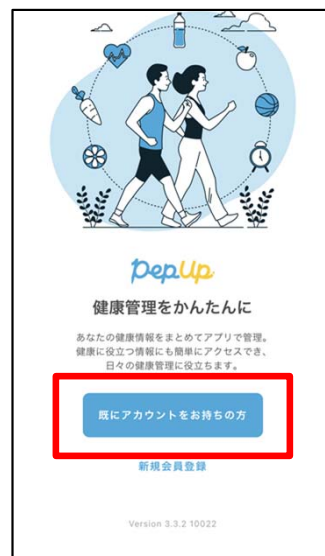 PepUp
健康管理をかんたんに
あなたの健康情報をまとめてアプリで管理。
健康に役立つ情報にも簡単にアクセスでき、
日々の健康管理に役立ちます。
既にアカウントをお持ちの方
新規会員登録
Version 3.3.2 10022